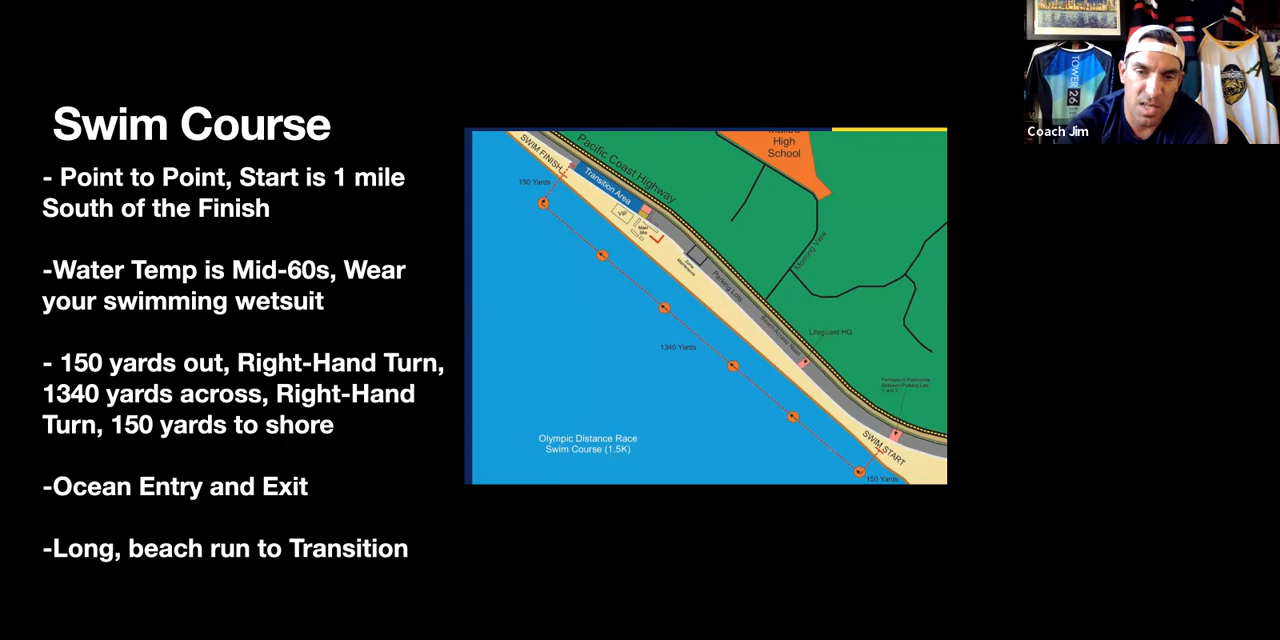 Swim Course
- Point to Point, Start is 1 mile
South of the Finish
-Water Temp is Mid-60s, Wear
your swimming wetsuit
- 150 yards out, Right-Hand Turn,
1340 yards across, Right-Hand
Turn, 150 yards to shore
-Ocean Entry and Exit
-Long, beach run to Transition
High
School
SWIM FINISH
Pacific Coast Highway
150 Yards
Transition Area
Morning View
Parking Lots
Lifeguard HQ
1340 Yards
SWIM START
Olympic Distance Race
Swim Course (1.5K)
150 Yards
TOWER
26
Coach Jim